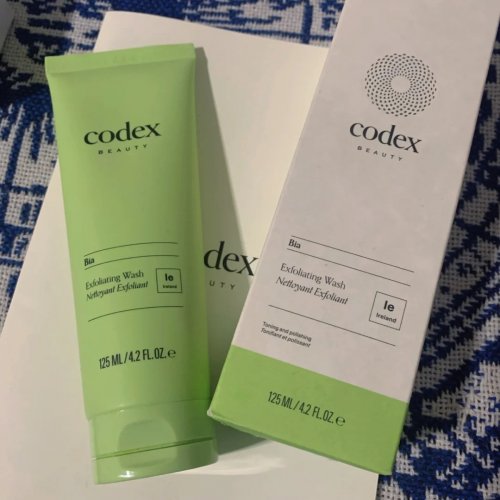 codex
BEAUTY
Bia
Exfoliating Wash
Nettoyant Exfoliant
Ie
Ireland
125 ML/4.2 FL.OZ.℮
dex
AUTY
codex
BEAUTY
Bia
Exfoliating Wash
Nettoyant Exfoliant
Ie
Ireland
Toning and polishing
Tonifiant et polissant
125 ML/4.2 FL.OZ.℮